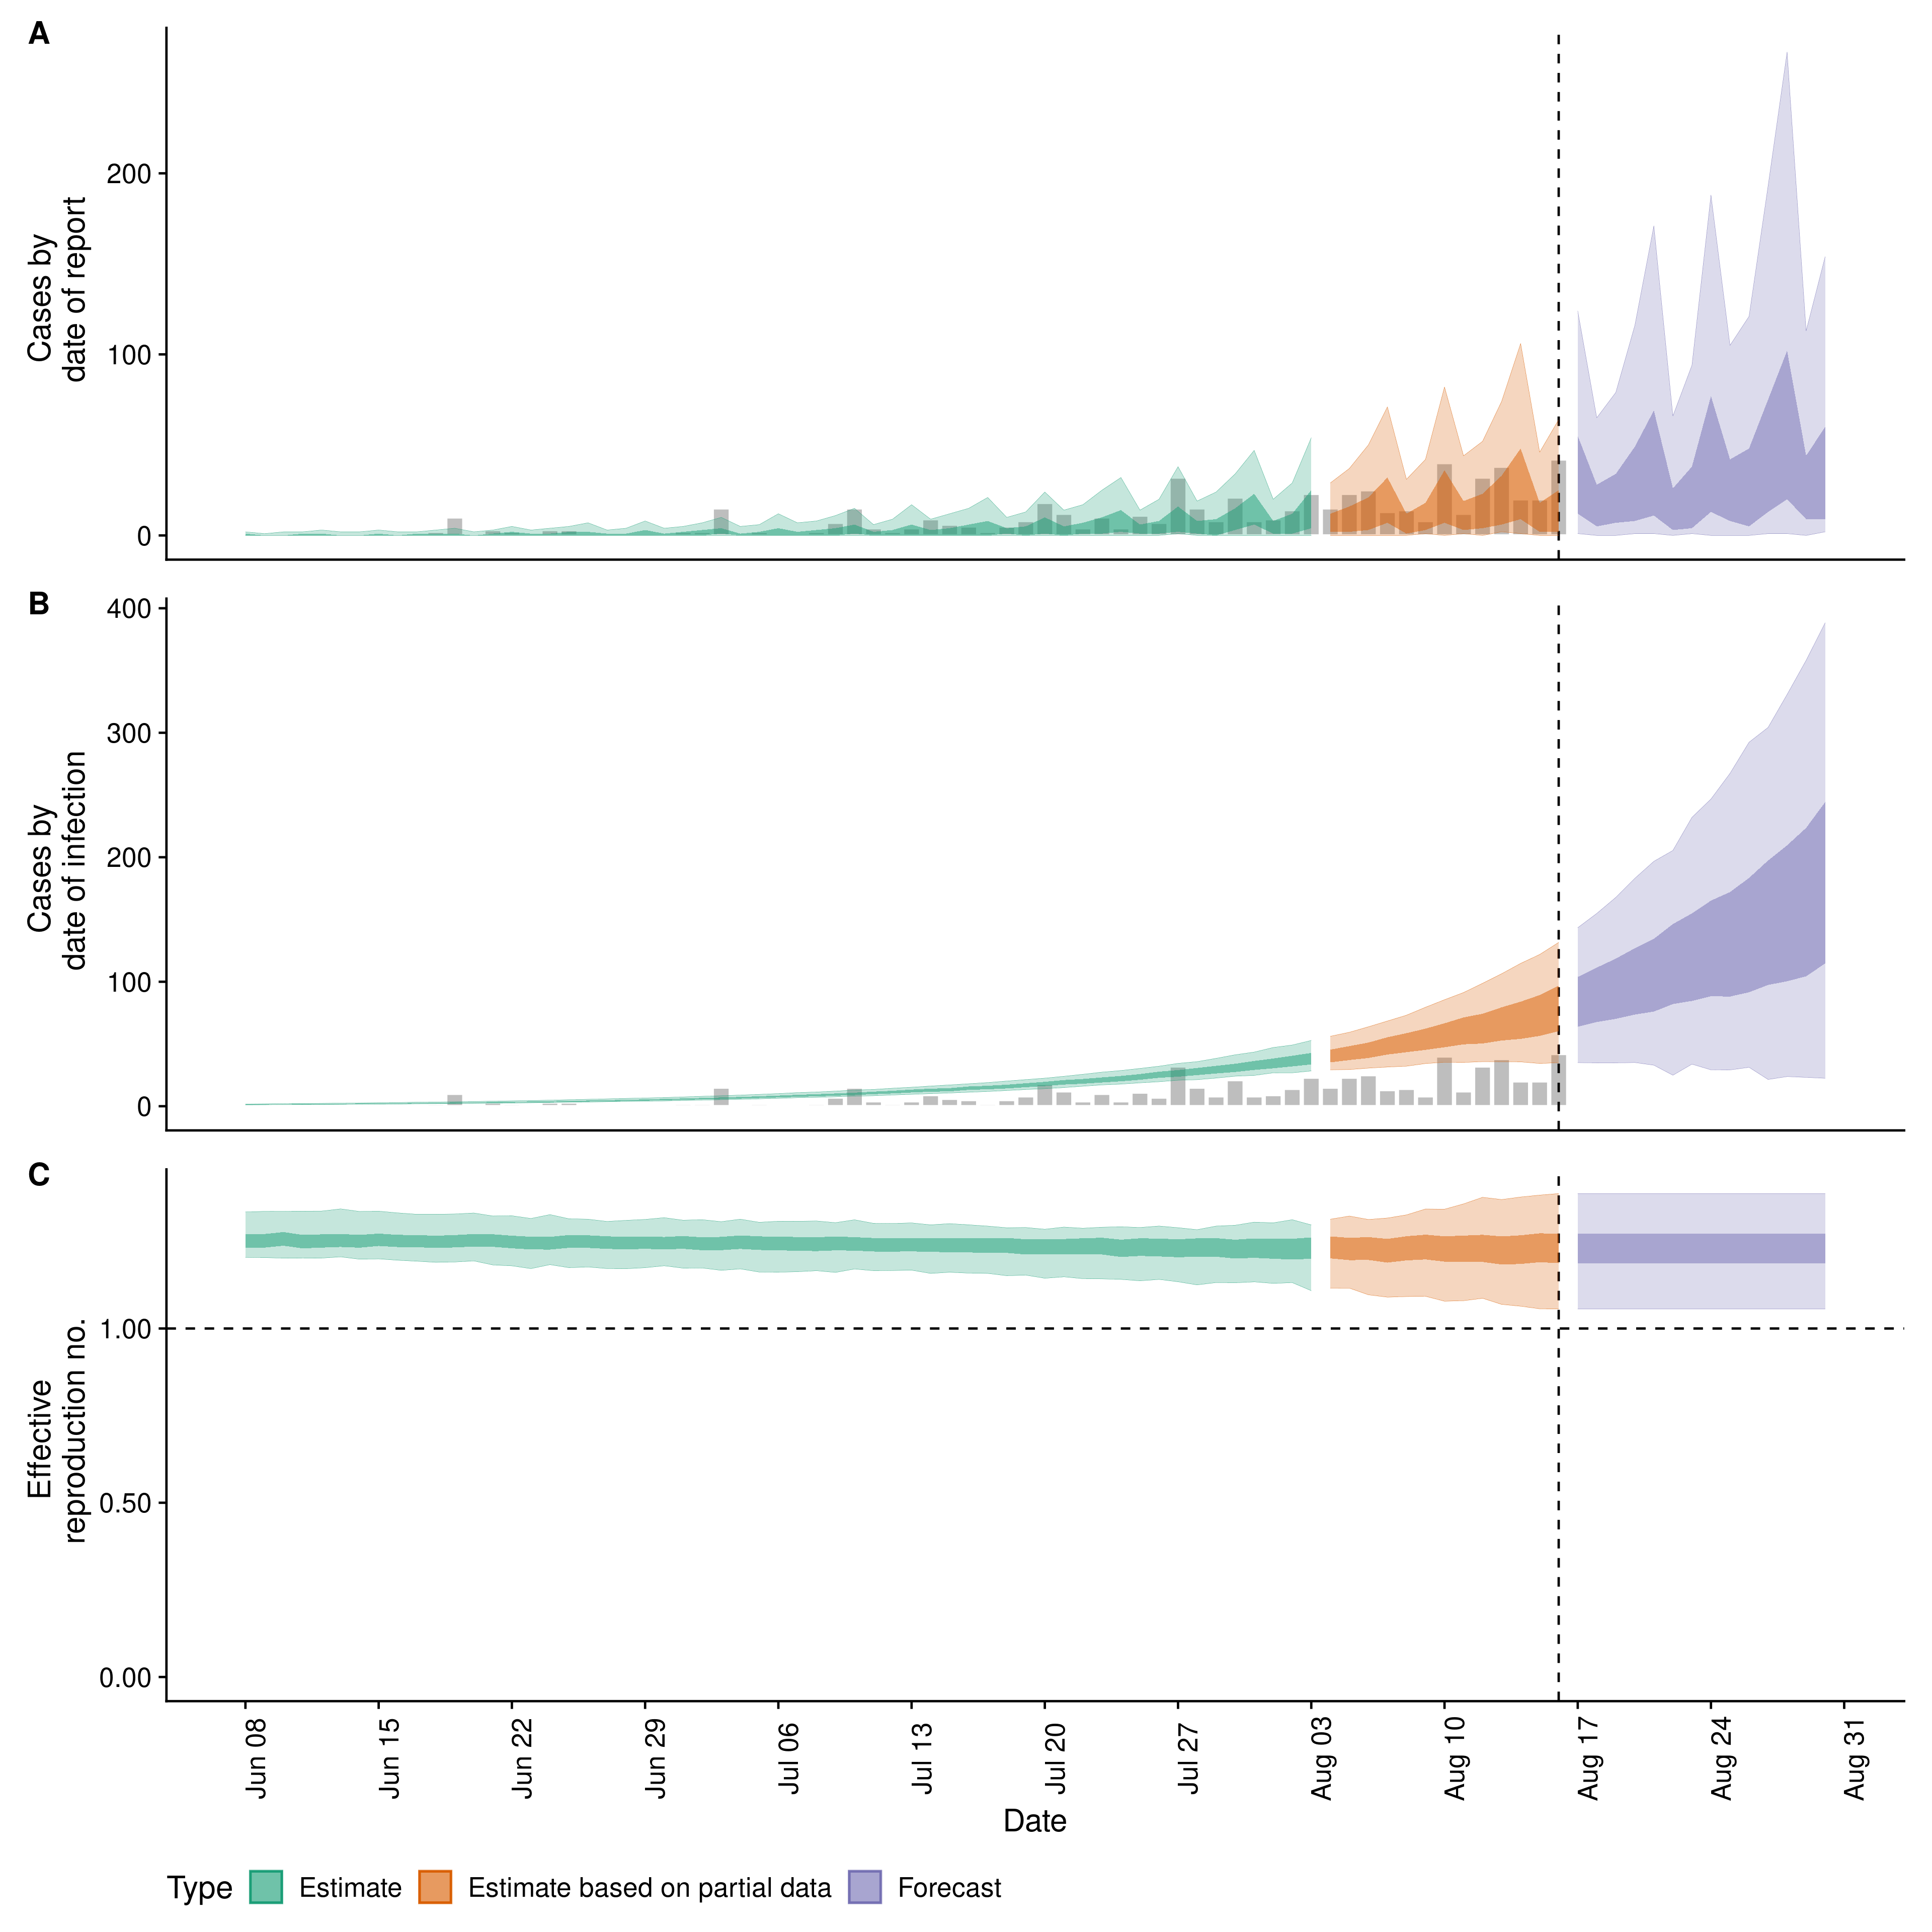 A
Cases by
date of report
200
100
0
B
Cases by
date of infection
400
300
200
100
0
C
Effective
reproduction no.
1.00
0.50
0.00
Jun 08
Jun 15
Jun 22
Jun 29
Jul 06
Jul 13
Jul 20
Jul 27
Aug 03
Aug 10
Aug 17
Aug 24
Aug 31
Date
Type Estimate Estimate based on partial data Forecast